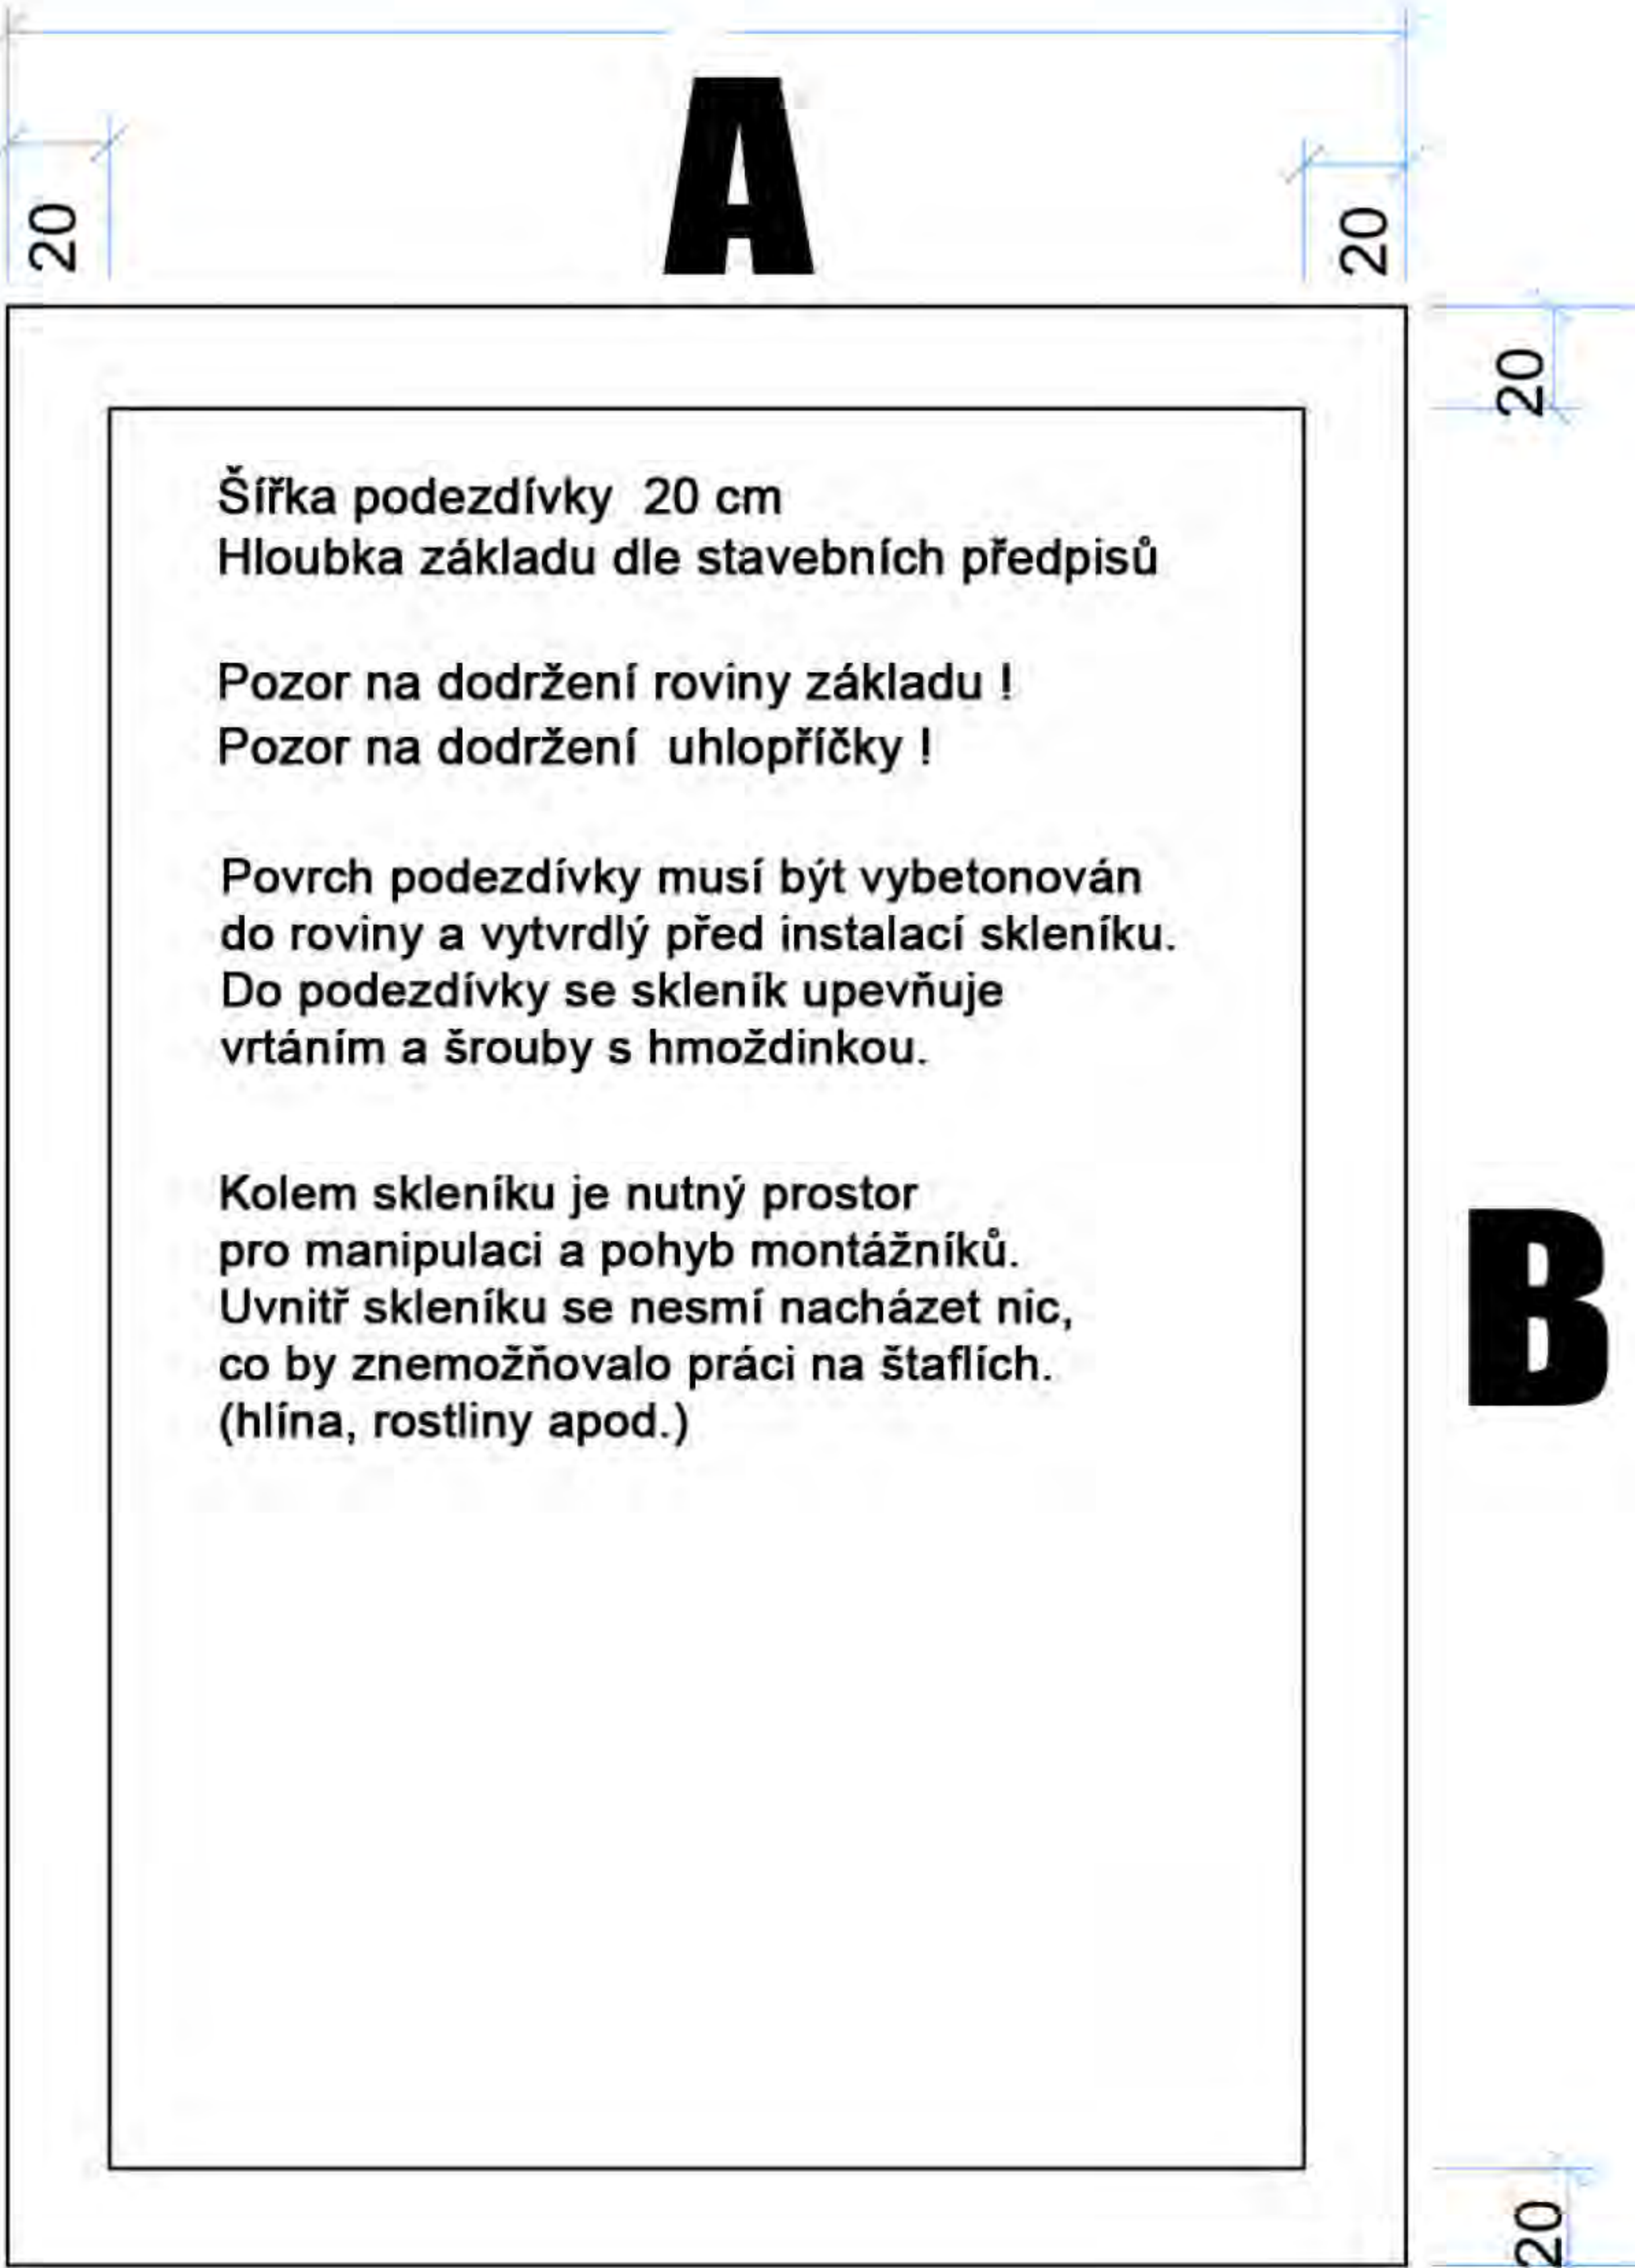 A
20
20
20
Šířka podezdívky  20 cm
Hloubka základu dle stavebních předpisů
Pozor na dodržení roviny základu !
Pozor na dodržení  uhlopříčky !
Povrch podezdívky musí být vybetonován
do roviny a vytvrdlý před instalací skleníku.
Do podezdívky se skleník upevňuje
vrtáním a šrouby s hmoždinkou.
Kolem skleníku je nutný prostor
pro manipulaci a pohyb montážníků.
Uvnitř skleníku se nesmí nacházet nic,
co by znemožňovalo práci na štaflích.
(hlína, rostliny apod.)
B
20